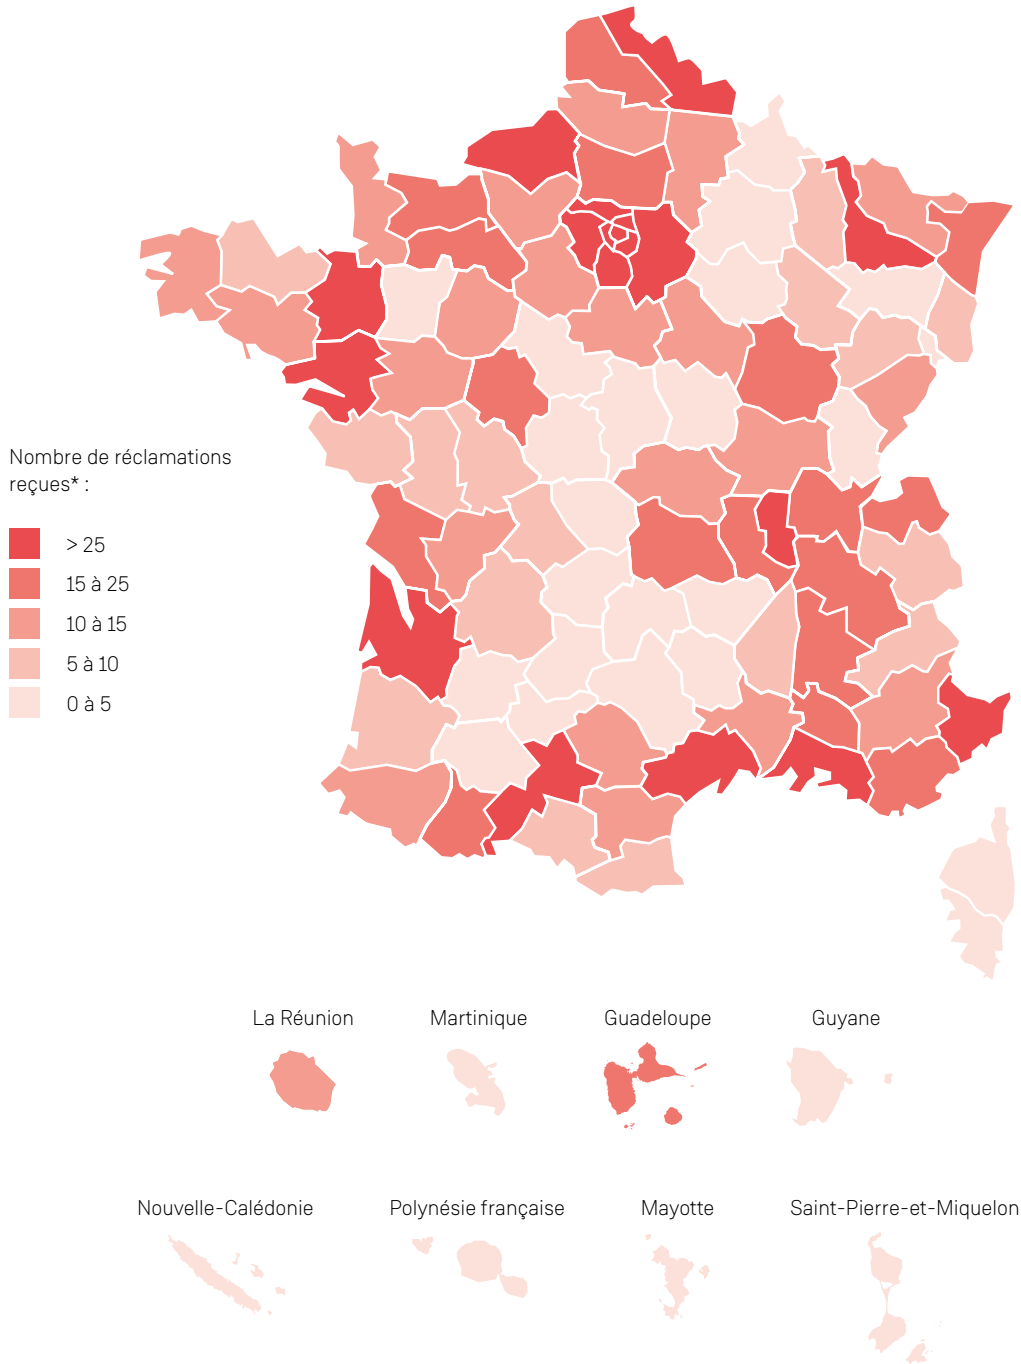 Nombre de réclamations
reçues* :
> 25
15 à 25
10 à 15
5 à 10
0 à 5
La Réunion
Martinique
Guadeloupe
Guyane
Nouvelle-Calédonie
Polynésie française
Mayotte
Saint-Pierre-et-Miquelon